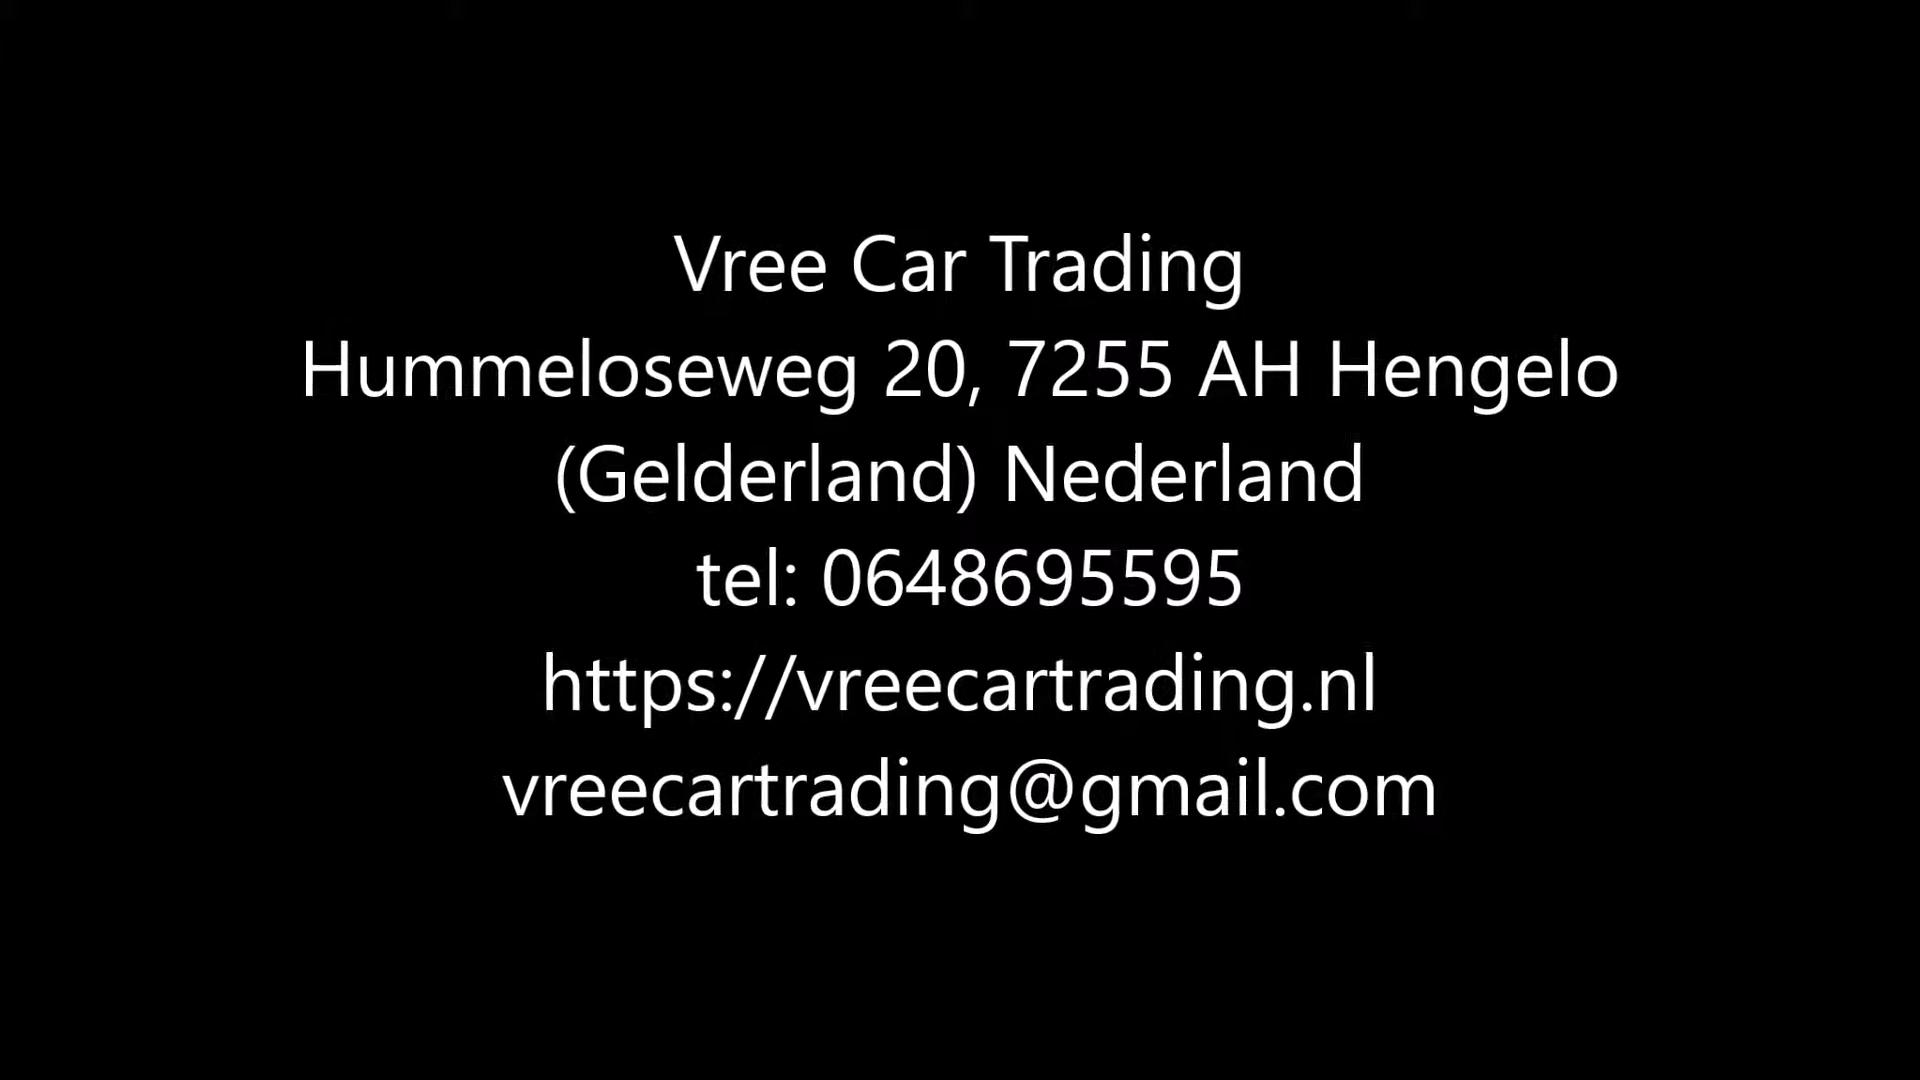 Vree Car Trading
Hummeloseweg 20, 7255 AH Hengelo
(Gelderland) Nederland
tel: 0648695595
https://vreecartrading.nl
vreecartrading@gmail.com